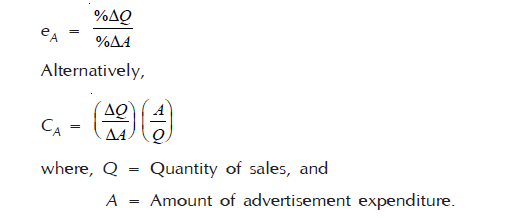 e_A = %ΔQ / %ΔA
Alternatively,
C_A = (ΔQ / ΔA) (A / Q)
where, Q = Quantity of sales, and
A = Amount of advertisement expenditure.